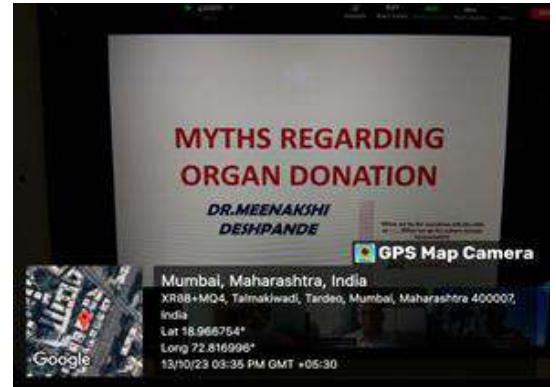 MYTHS REGARDING
ORGAN DONATION
DR.MEENAKSHI
DESHPANDE
GPS Map Camera
Mumbai, Maharashtra, India
XR88+MQ4, Talmakiwadi, Tardeo, Mumbai, Maharashtra 400007,
India
Lat 18.966754°
Long 72.816996°
13/10/23 03:35 PM GMT +05:30
Google